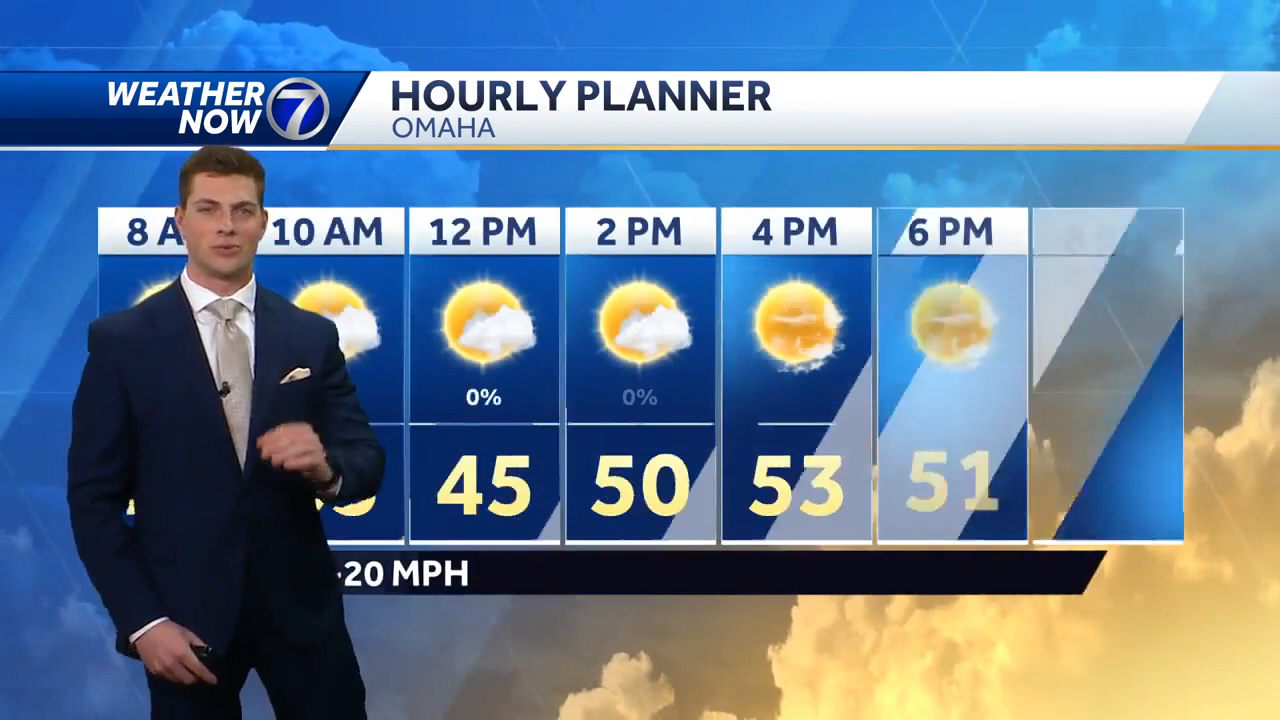 WEATHER
NOW 7
HOURLY PLANNER
OMAHA
8 10 AM 12 PM 2 PM 4 PM 6 PM
0% 0%
45 50 53 51
-20 MPH